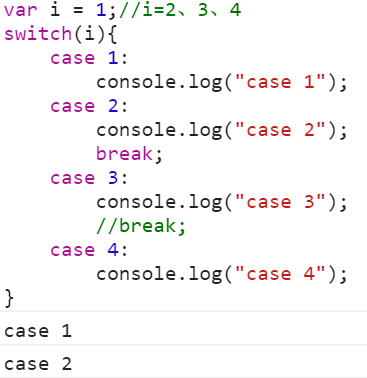 var i = 1;//i=2、3、4
switch(i){
    case 1:
        console.log("case 1");
    case 2:
        console.log("case 2");
        break;
    case 3:
        console.log("case 3");
        //break;
    case 4:
        console.log("case 4");
}
case 1
case 2